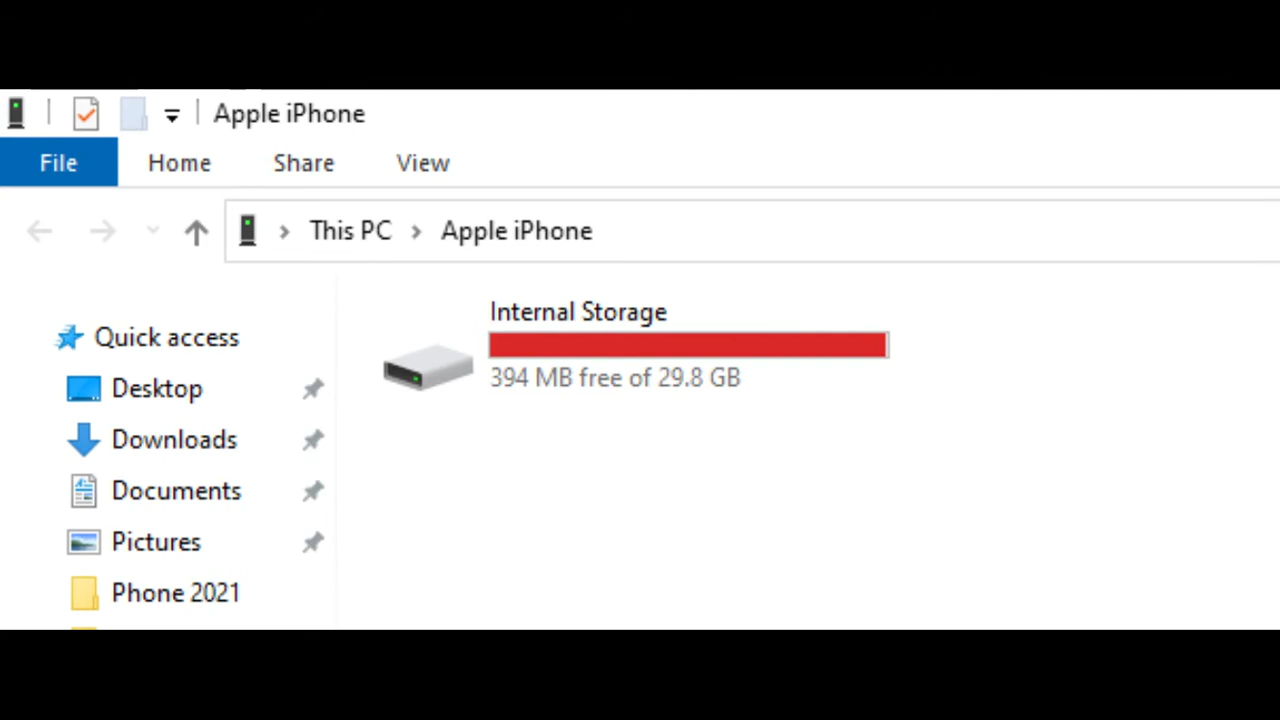 Apple iPhone
File Home Share View
This PC > Apple iPhone
Internal Storage
394 MB free of 29.8 GB
Quick access
Desktop
Downloads
Documents
Pictures
Phone 2021